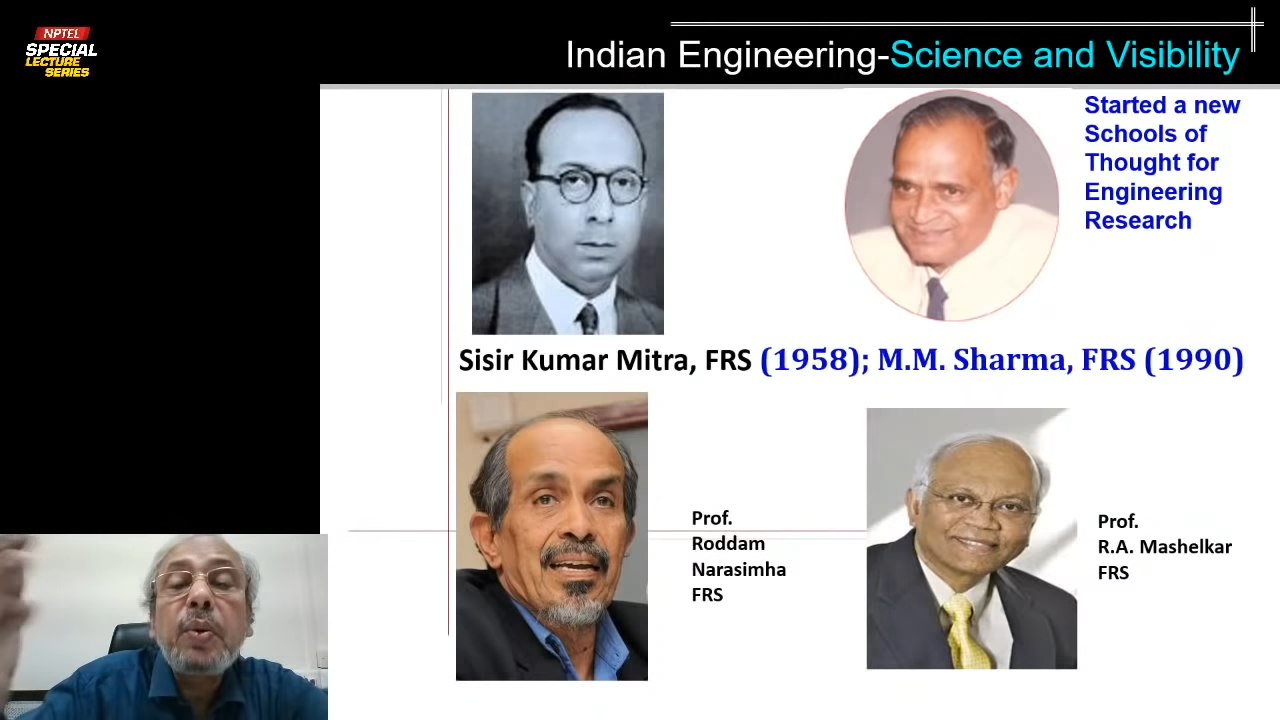 NPTEL
SPECIAL
LECTURE
SERIES
Indian Engineering-Science and Visibility
Started a new
Schools of
Thought for
Engineering
Research
Sisir Kumar Mitra, FRS (1958); M.M. Sharma, FRS (1990)
Prof.
Roddam
Narasimha
FRS
Prof.
R.A. Mashelkar
FRS